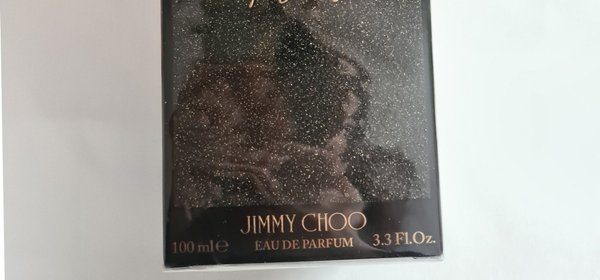 JIMMY CHOO
100 ml℮ EAU DE PARFUM 3.3 Fl.Oz.